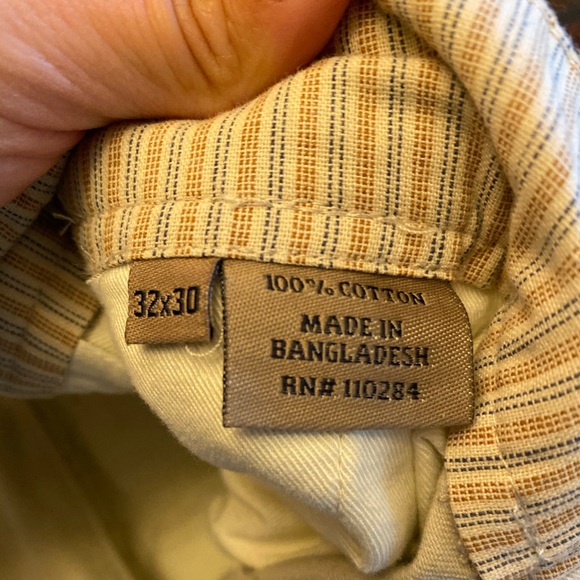 32x30
100% COTTON
MADE IN
BANGLADESH
RN# 110284